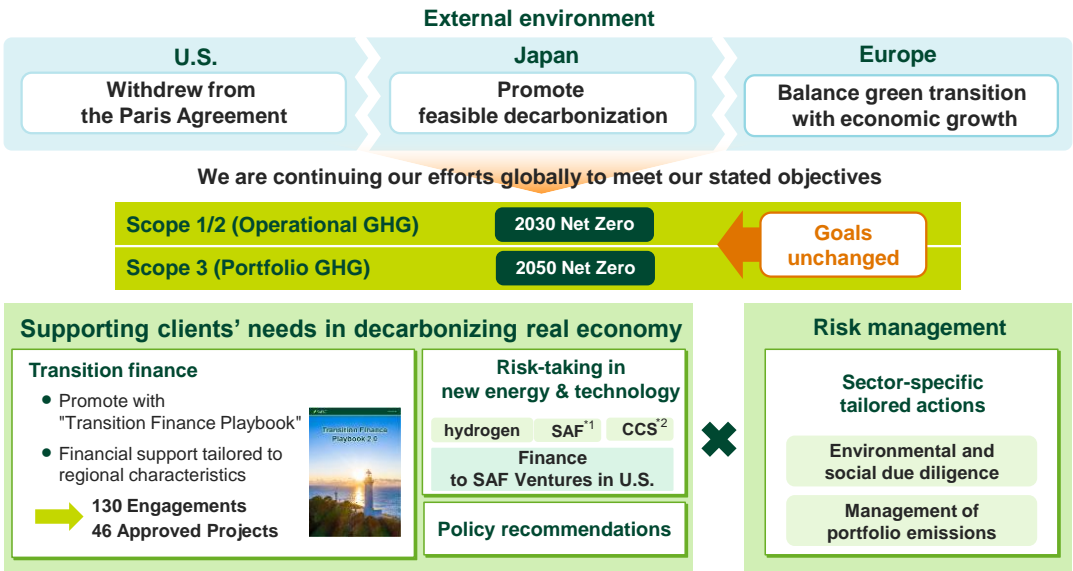 External environment
U.S.
Withdrew from
the Paris Agreement
Japan
Promote
feasible decarbonization
Europe
Balance green transition
with economic growth
We are continuing our efforts globally to meet our stated objectives
Scope 1/2 (Operational GHG)
2030 Net Zero
Scope 3 (Portfolio GHG)
2050 Net Zero
Goals
unchanged
Supporting clients' needs in decarbonizing real economy
Transition finance
• Promote with
"Transition Finance Playbook"
• Financial support tailored to
regional characteristics
130 Engagements
46 Approved Projects
Transition Finance
Playbook 2.0
Risk-taking in
new energy & technology
hydrogen
SAF*1
CCS*2
Finance
to SAF Ventures in U.S.
Policy recommendations
Risk management
Sector-specific
tailored actions
Environmental and
social due diligence
Management of
portfolio emissions